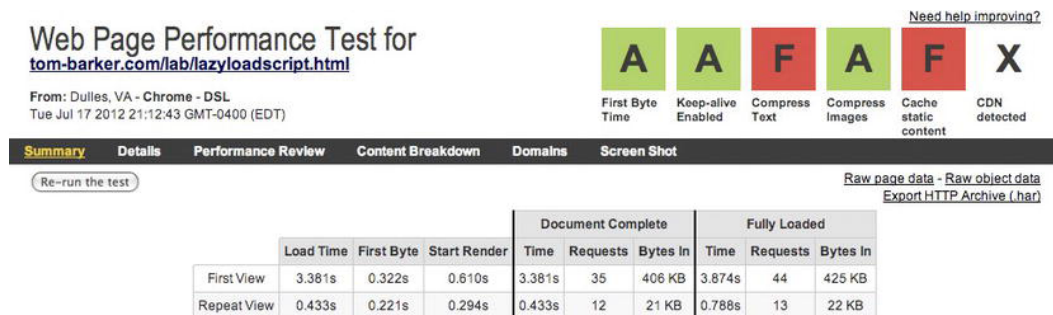 Need help improving?
Web Page Performance Test for
tom-barker.com/lab/lazyloadscript.html
From: Dulles, VA - Chrome - DSL
Tue Jul 17 2012 21:12:43 GMT-0400 (EDT)
A A F A F X
First Byte Time Keep-alive Enabled Compress Text Compress Images Cache static content CDN detected
Summary Details Performance Review Content Breakdown Domains Screen Shot
Re-run the test
Raw page data - Raw object data
Export HTTP Archive (.har)
Document Complete Fully Loaded
Load Time First Byte Start Render Time Requests Bytes In Time Requests Bytes In
First View 3.381s 0.322s 0.610s 3.381s 35 406 KB 3.874s 44 425 KB
Repeat View 0.433s 0.221s 0.294s 0.433s 12 21 KB 0.788s 13 22 KB